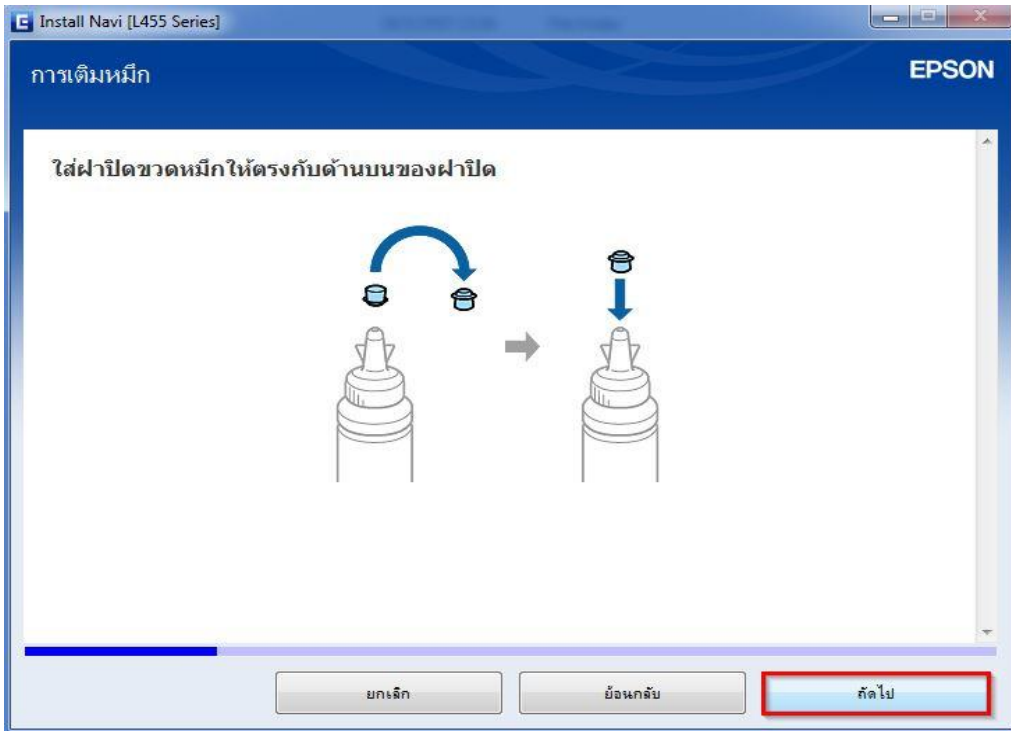 Install Navi [L455 Series]
การเติมหมึก
EPSON
ใส่ฝาปิดขวดหมึกให้ตรงกับด้านบนของฝาปิด
ยกเลิก
ย้อนกลับ
ถัดไป